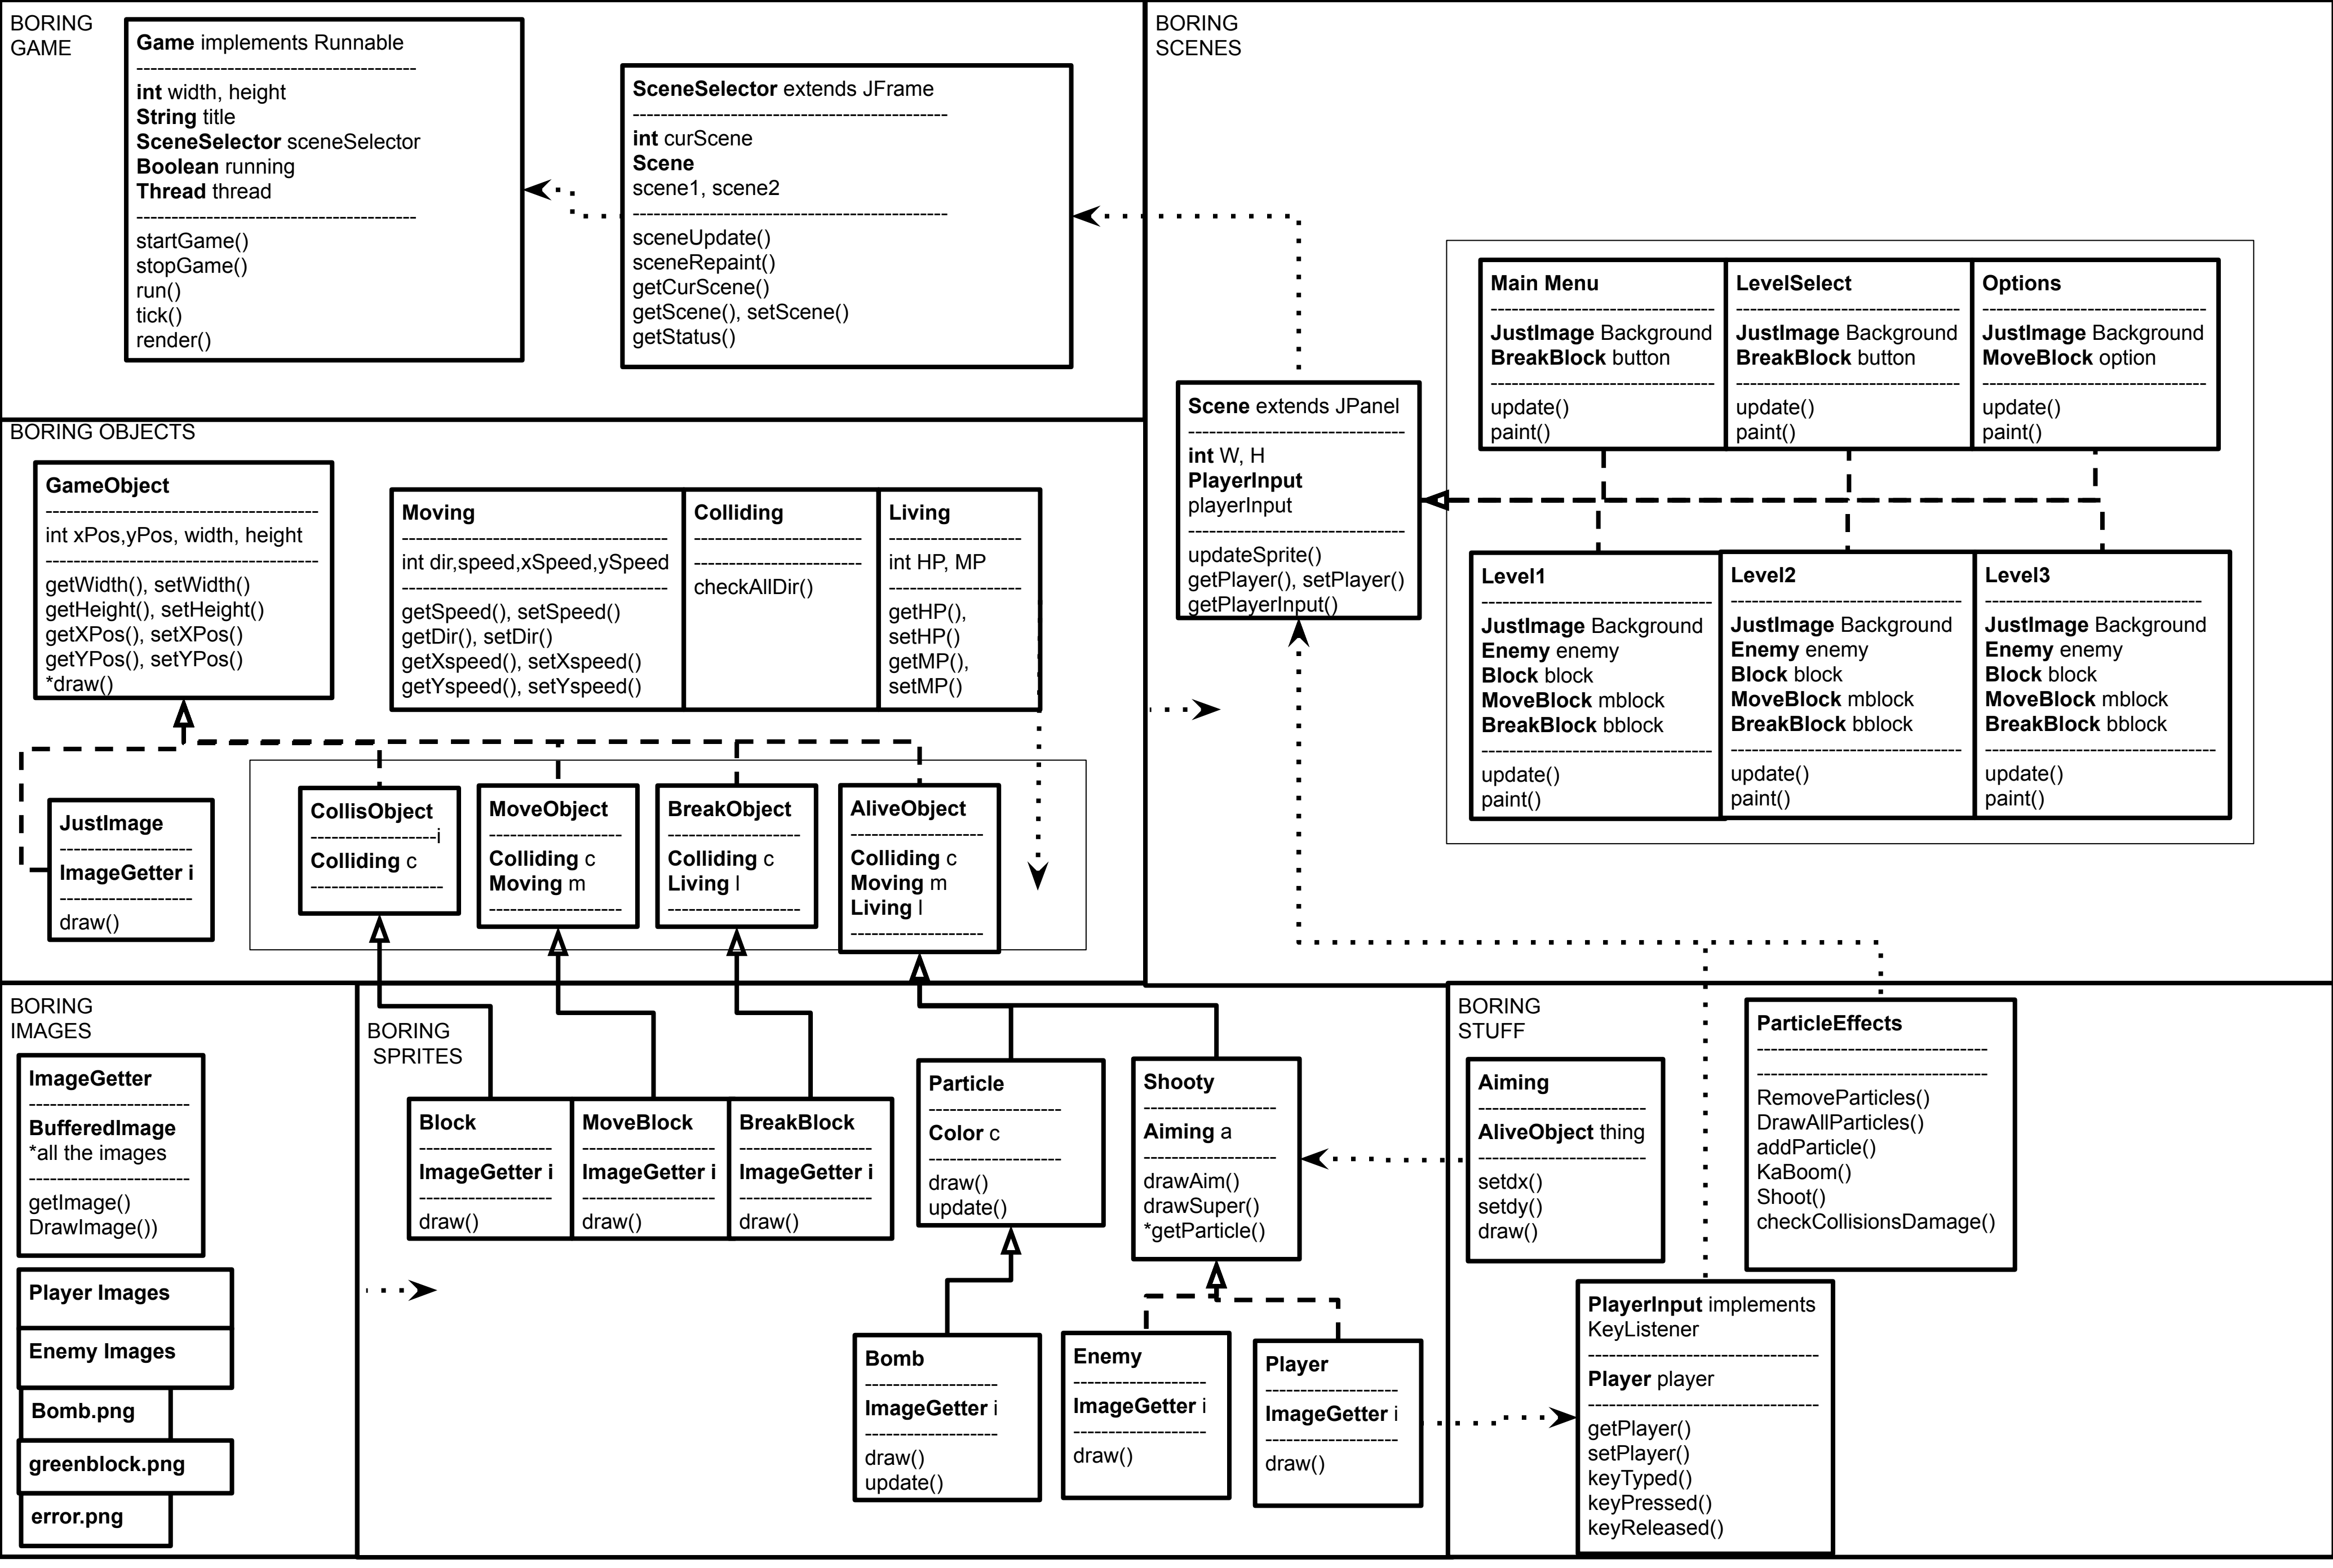 BORING
GAME
Game implements Runnable
----------------------------------------
int width, height
String title
SceneSelector sceneSelector
Boolean running
Thread thread
----------------------------------------
startGame()
stopGame()
run()
tick()
render()
SceneSelector extends JFrame
---------------------------------------------
int curScene
Scene
scene1, scene2
---------------------------------------------
sceneUpdate()
sceneRepaint()
getCurScene()
getScene(), setScene()
getStatus()
BORING
SCENES
Scene extends JPanel
-------------------------------
int W, H
PlayerInput
playerInput
-------------------------------
updateSprite()
getPlayer(), setPlayer()
getPlayerInput()
Main Menu
--------------------------------
JustImage Background
BreakBlock button
--------------------------------
update()
paint()
LevelSelect
--------------------------------
JustImage Background
BreakBlock button
--------------------------------
update()
paint()
Options
--------------------------------
JustImage Background
MoveBlock option
--------------------------------
update()
paint()
Level1
---------------------------------
JustImage Background
Enemy enemy
Block block
MoveBlock mblock
BreakBlock bblock
---------------------------------
update()
paint()
Level2
---------------------------------
JustImage Background
Enemy enemy
Block block
MoveBlock mblock
BreakBlock bblock
---------------------------------
update()
paint()
Level3
-------------------------------
JustImage Background
Enemy enemy
Block block
MoveBlock mblock
BreakBlock bblock
---------------------------------
update()
paint()
BORING OBJECTS
GameObject
---------------------------------------
int xPos,yPos, width, height
---------------------------------------
getWidth(), setWidth()
getHeight(), setHeight()
getXPos(), setXPos()
getYPos(), setYPos()
*draw()
Moving
--------------------------------------
int dir,speed,xSpeed,ySpeed
--------------------------------------
getSpeed(), setSpeed()
getDir(), setDir()
getXspeed(), setXspeed()
getYspeed(), setYspeed()
Colliding
------------------------
------------------------
checkAllDir()
Living
-------------------
int HP, MP
-------------------
getHP(),
setHP()
getMP(),
setMP()
JustImage
-------------------
ImageGetter i
-------------------
draw()
CollisObject
------------------i
Colliding c
-------------------
MoveObject
-------------------
Colliding c
Moving m
-------------------
BreakObject
-------------------
Colliding c
Living l
-------------------
AliveObject
-------------------
Colliding c
Moving m
Living l
-------------------
BORING
IMAGES
ImageGetter
-----------------------
BufferedImage
*all the images
-----------------------
getImage()
DrawImage())
Player Images
Enemy Images
Bomb.png
greenblock.png
error.png
BORING
SPRITES
Block
-------------------
ImageGetter i
-------------------
draw()
MoveBlock
-------------------
ImageGetter i
-------------------
draw()
BreakBlock
-------------------
ImageGetter i
-------------------
draw()
Particle
-------------------
Color c
-------------------
draw()
update()
Shooty
-------------------
Aiming a
-------------------
drawAim()
drawSuper()
*getParticle()
Bomb
-------------------
ImageGetter i
-------------------
draw()
update()
Enemy
-------------------
ImageGetter i
-------------------
draw()
Player
-------------------
ImageGetter i
-------------------
draw()
BORING
STUFF
Aiming
------------------------
AliveObject thing
------------------------
setdx()
setdy()
draw()
ParticleEffects
---------------------------------
---------------------------------
RemoveParticles()
DrawAllParticles()
addParticle()
KaBoom()
Shoot()
checkCollisionsDamage()
PlayerInput implements
KeyListener
---------------------------------
Player player
---------------------------------
getPlayer()
setPlayer()
keyTyped()
keyPressed()
keyReleased()